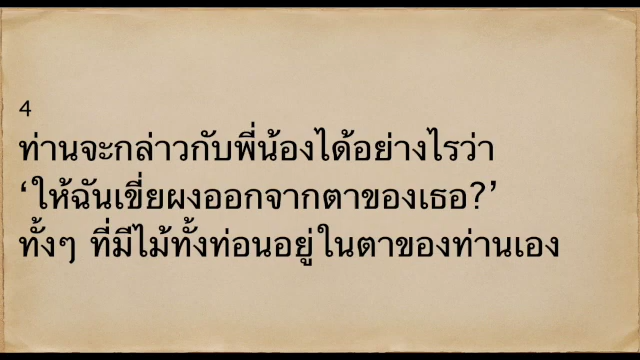 4
ท่านจะกล่าวกับพี่น้องได้อย่างไรว่า
‘ให้ฉันเขี่ยผงออกจากตาของเธอ?’
ทั้งๆ ที่มีไม้ทั้งท่อนอยู่ในตาของท่านเอง